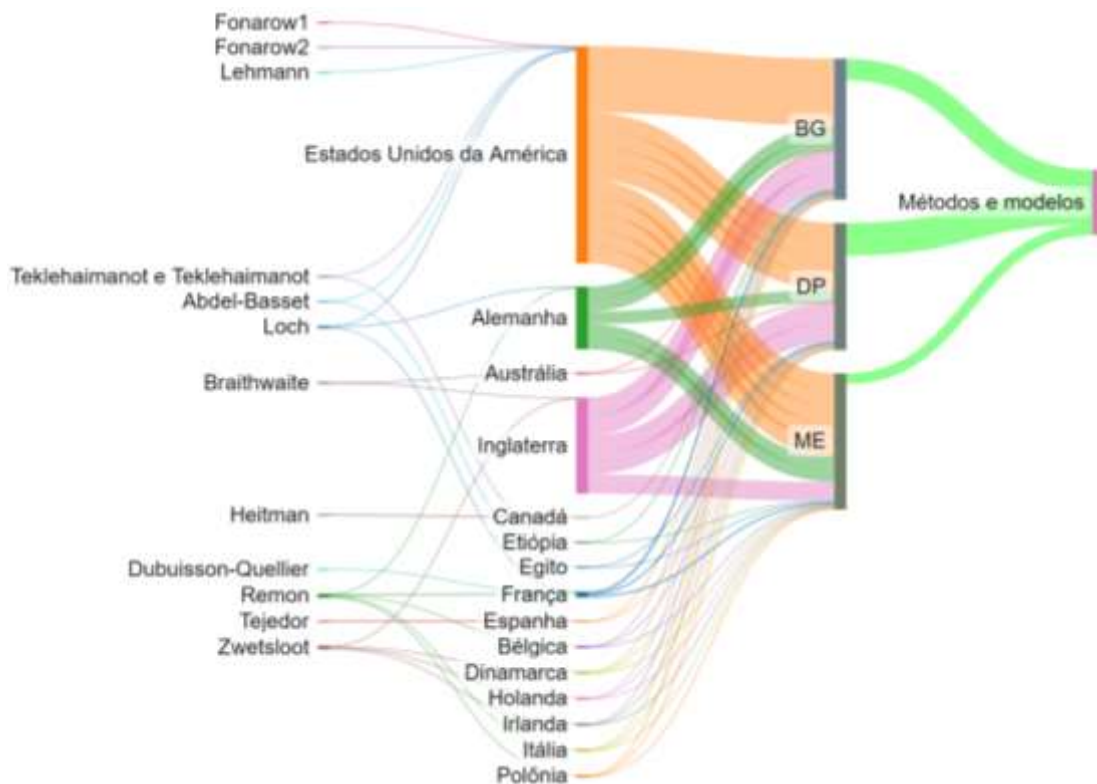 Fonarow1
Fonarow2
Lehmann
Teklehaimanot e Teklehaimanot
Abdel-Basset
Loch
Braithwaite
Heitman
Dubuisson-Quellier
Remon
Tejedor
Zwetsloot
Estados Unidos da América
Alemanha
Austrália
Inglaterra
Canadá
Etiópia
Egito
França
Espanha
Bélgica
Dinamarca
Holanda
Irlanda
Itália
Polônia
BG
DP
ME
Métodos e modelos